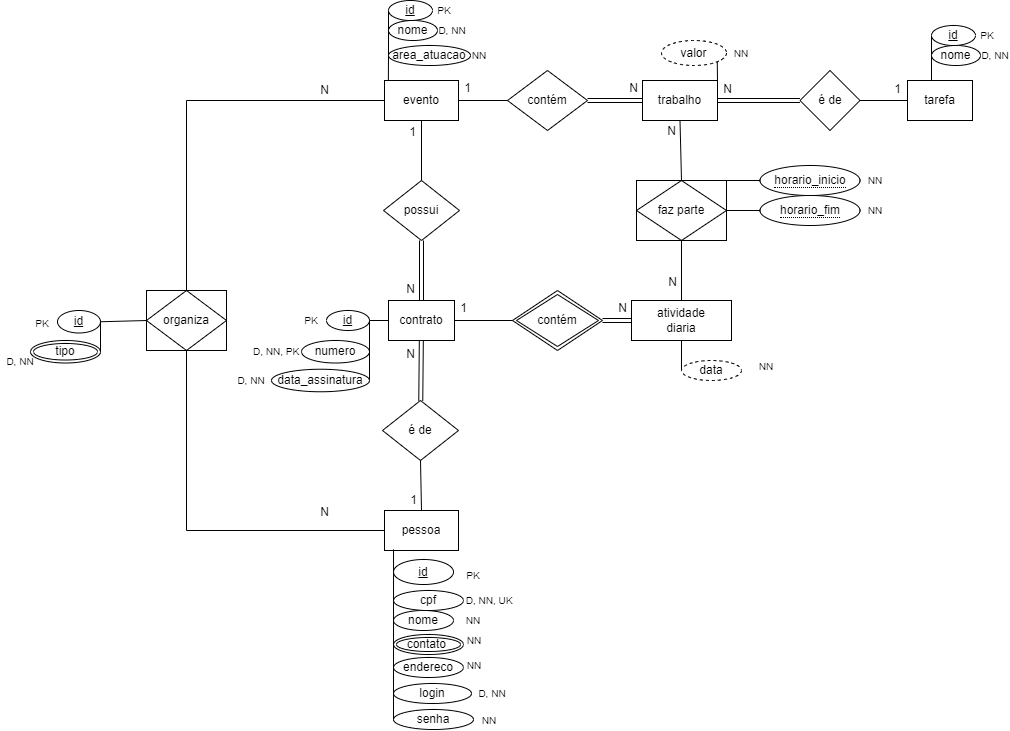 id PK
nome D, NN
area_atuacao NN
valor NN
id PK
nome D, NN
N
evento
1
contém
N
trabalho
N
é de
1
tarefa
1
N
possui
faz parte
horario_inicio NN
horario_fim NN
N
N
organiza
PK id
tipo
D, NN
PK id
D, NN, PK numero
D, NN data_assinatura
contrato
1
contém
N
atividade
diaria
N
data NN
é de
1
N
pessoa
id PK
cpf D, NN, UK
nome NN
contato NN
endereco NN
login D, NN
senha NN